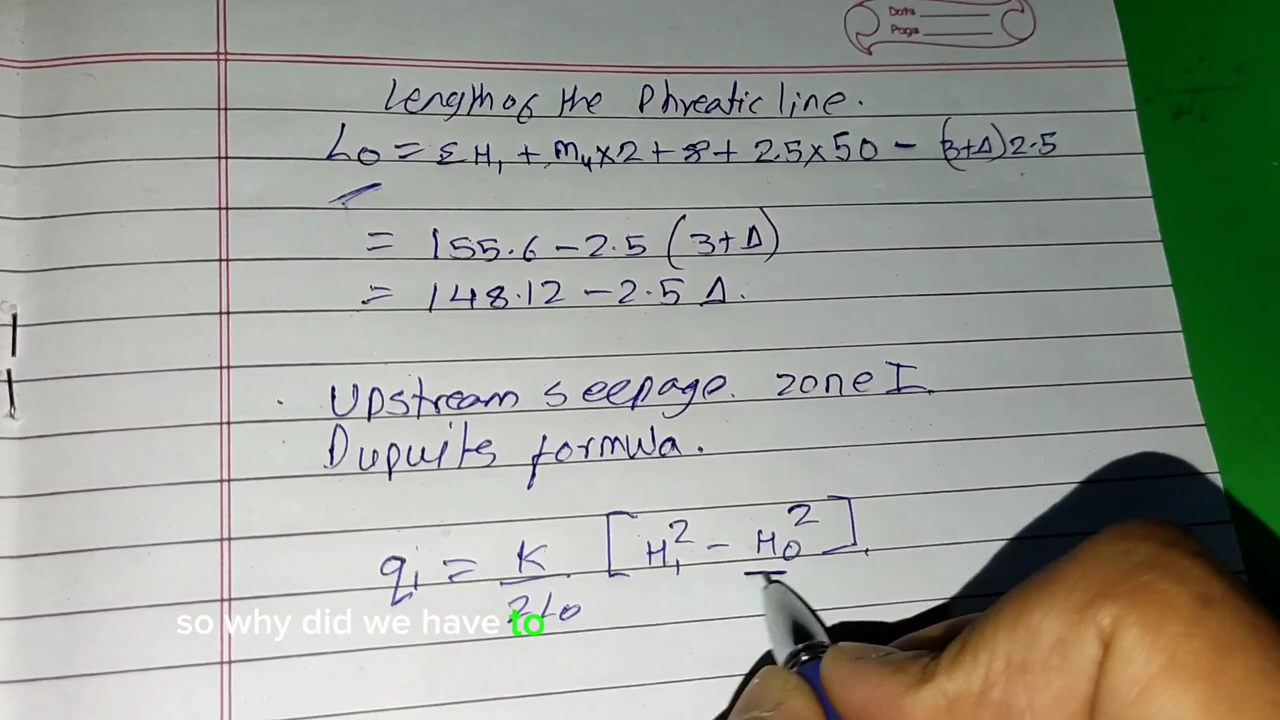 Date
Page
Length of the Phreatic line.
L0 = ΣH1 + m4×2 + 8 + 2.5×50 - (3+Δ)2.5
= 155.6 - 2.5 (3+Δ)
= 148.12 - 2.5 Δ.
Upstream seepage. zone I
Dupuits formula.
q1 = K/2L0 [H1² - H0²].
so why did we have to